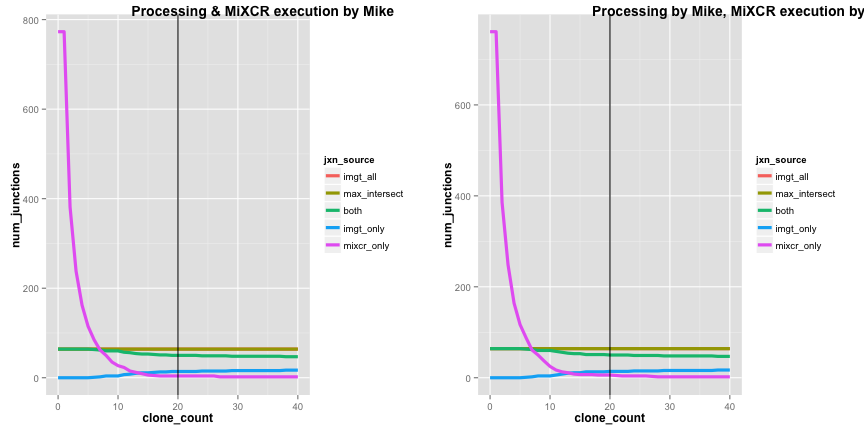 Processing & MiXCR execution by Mike
800
600
400
200
0
num_junctions
0 10 20 30 40
clone_count
jxn_source
imgt_all
max_intersect
both
imgt_only
mixcr_only
Processing by Mike, MiXCR execution by
600
400
200
0
num_junctions
0 10 20 30 40
clone_count
jxn_source
imgt_all
max_intersect
both
imgt_only
mixcr_only